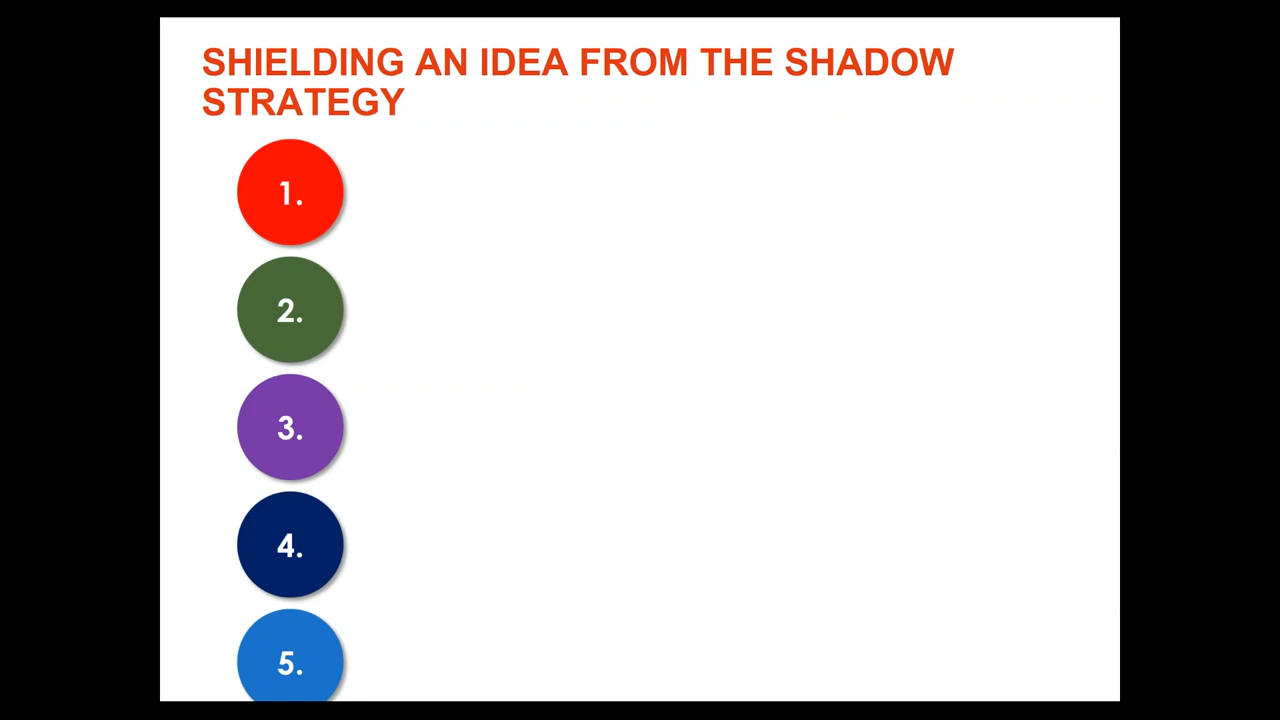 SHIELDING AN IDEA FROM THE SHADOW
STRATEGY
1.
2.
3.
4.
5.